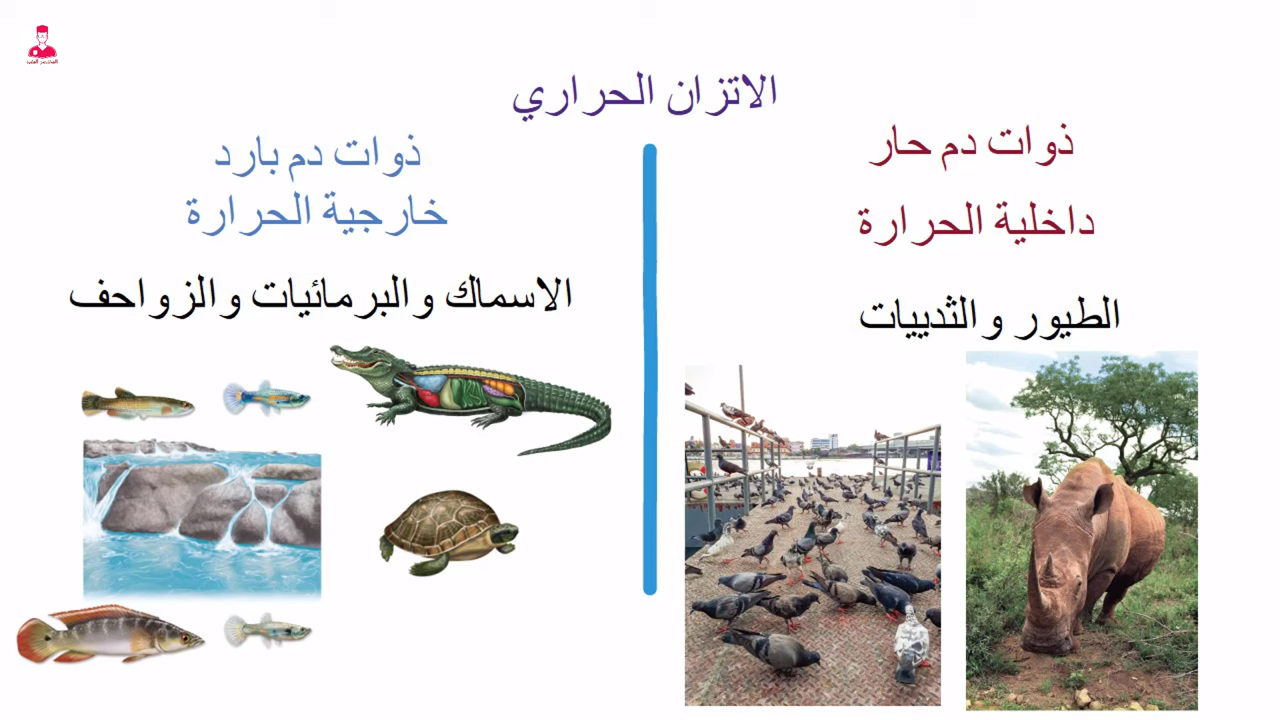 الاتزان الحراري
ذوات دم حار
داخلية الحرارة
الطيور والثدييات
ذوات دم بارد
خارجية الحرارة
الاسماك والبرمائيات والزواحف